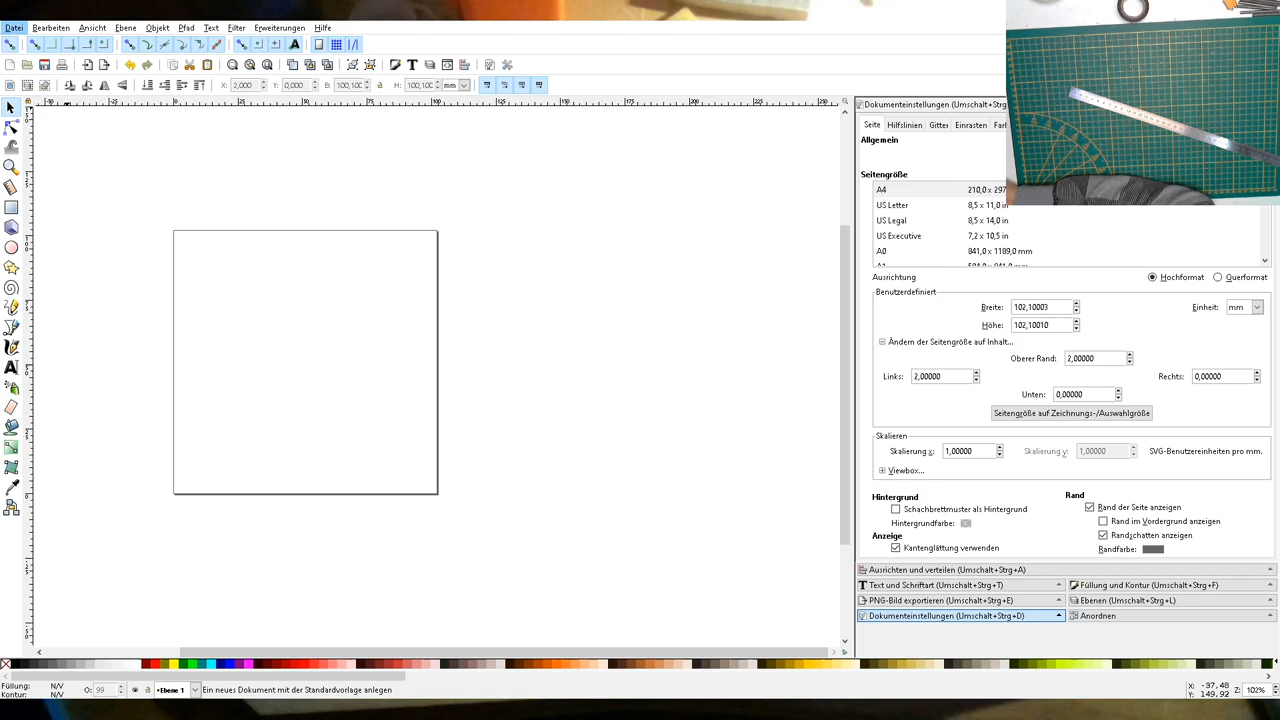 Datei Bearbeiten Ansicht Ebene Objekt Pfad Text Filter Erweiterungen Hilfe
X: 2,000 Y: 0,000 B: 100,100 H: 100,100 mm
Dokumenteinstellungen (Umschalt+Strg
Seite Hilfslinien Gitter Einrasten Far
Allgemein
Seitengröße
A4 210,0 x 297
US Letter 8,5 x 11,0 in
US Legal 8,5 x 14,0 in
US Executive 7,2 x 10,5 in
A0 841,0 x 1189,0 mm
Ausrichtung Hochformat Querformat
Benutzerdefiniert
Breite: 102,10003 Einheit: mm
Höhe: 102,10010
Ändern der Seitengröße auf Inhalt...
Oberer Rand: 2,00000
Links: 2,00000 Rechts: 0,00000
Unten: 0,00000
Seitengröße auf Zeichnungs-/Auswahlgröße
Skalieren
Skalierung x: 1,00000 Skalierung y: 1,00000 SVG-Benutzereinheiten pro mm.
Viewbox...
Hintergrund
Schachbrettmuster als Hintergrund
Hintergrundfarbe:
Anzeige
Kantenglättung verwenden
Rand
Rand der Seite anzeigen
Rand im Vordergrund anzeigen
Randschatten anzeigen
Randfarbe:
Ausrichten und verteilen (Umschalt+Strg+A)
Text und Schriftart (Umschalt+Strg+T) Füllung und Kontur (Umschalt+Strg+F)
PNG-Bild exportieren (Umschalt+Strg+E) Ebenen (Umschalt+Strg+L)
Dokumenteinstellungen (Umschalt+Strg+D) Anordnen
Füllung: N/V
Kontur: N/V
O: 99 •Ebene 1 Ein neues Dokument mit der Standardvorlage anlegen
X: -37,48
Y: 149,92
Z: 102%